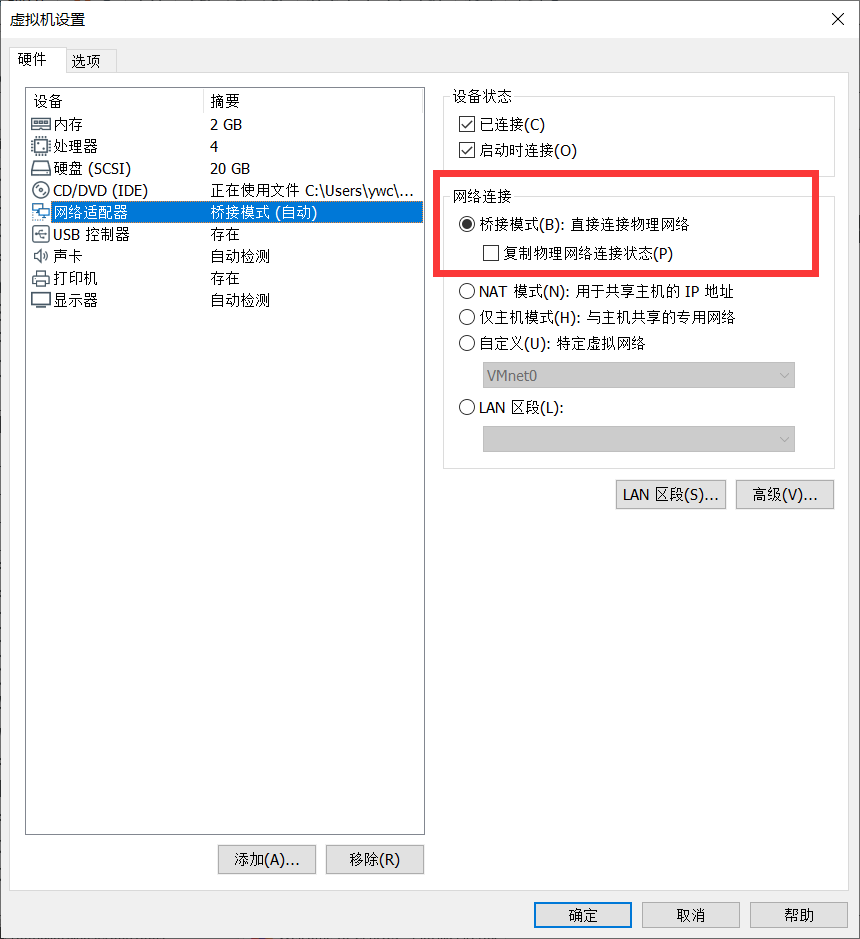 虚拟机设置
硬件 选项
设备 摘要
内存 2 GB
处理器 4
硬盘 (SCSI) 20 GB
CD/DVD (IDE) 正在使用文件 C:\Users\ywc\...
网络适配器 桥接模式 (自动)
USB 控制器 存在
声卡 自动检测
打印机 存在
显示器 自动检测
添加(A)... 移除(R)
设备状态
已连接(C)
启动时连接(O)
网络连接
桥接模式(B): 直接连接物理网络
复制物理网络连接状态(P)
NAT 模式(N): 用于共享主机的 IP 地址
仅主机模式(H): 与主机共享的专用网络
自定义(U): 特定虚拟网络
VMnet0
LAN 区段(L):
LAN 区段(S)... 高级(V)...
确定 取消 帮助